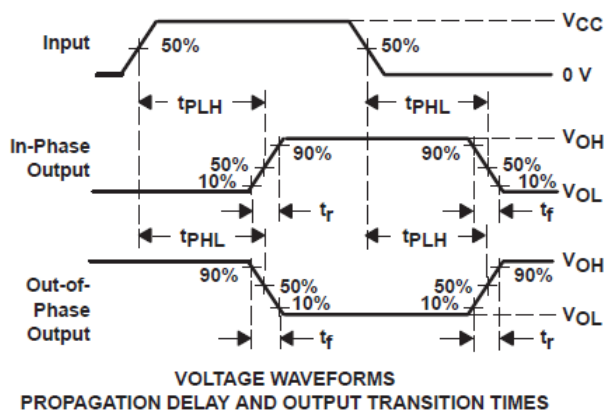 Input
50%
50%
VCC
0 V
tPLH
tPHL
In-Phase
Output
50%
10%
90%
90%
50%
10%
VOH
VOL
tr
tf
tPHL
tPLH
Out-of-
Phase
Output
90%
50%
10%
50%
10%
90%
VOH
VOL
tf
tr
VOLTAGE WAVEFORMS
PROPAGATION DELAY AND OUTPUT TRANSITION TIMES